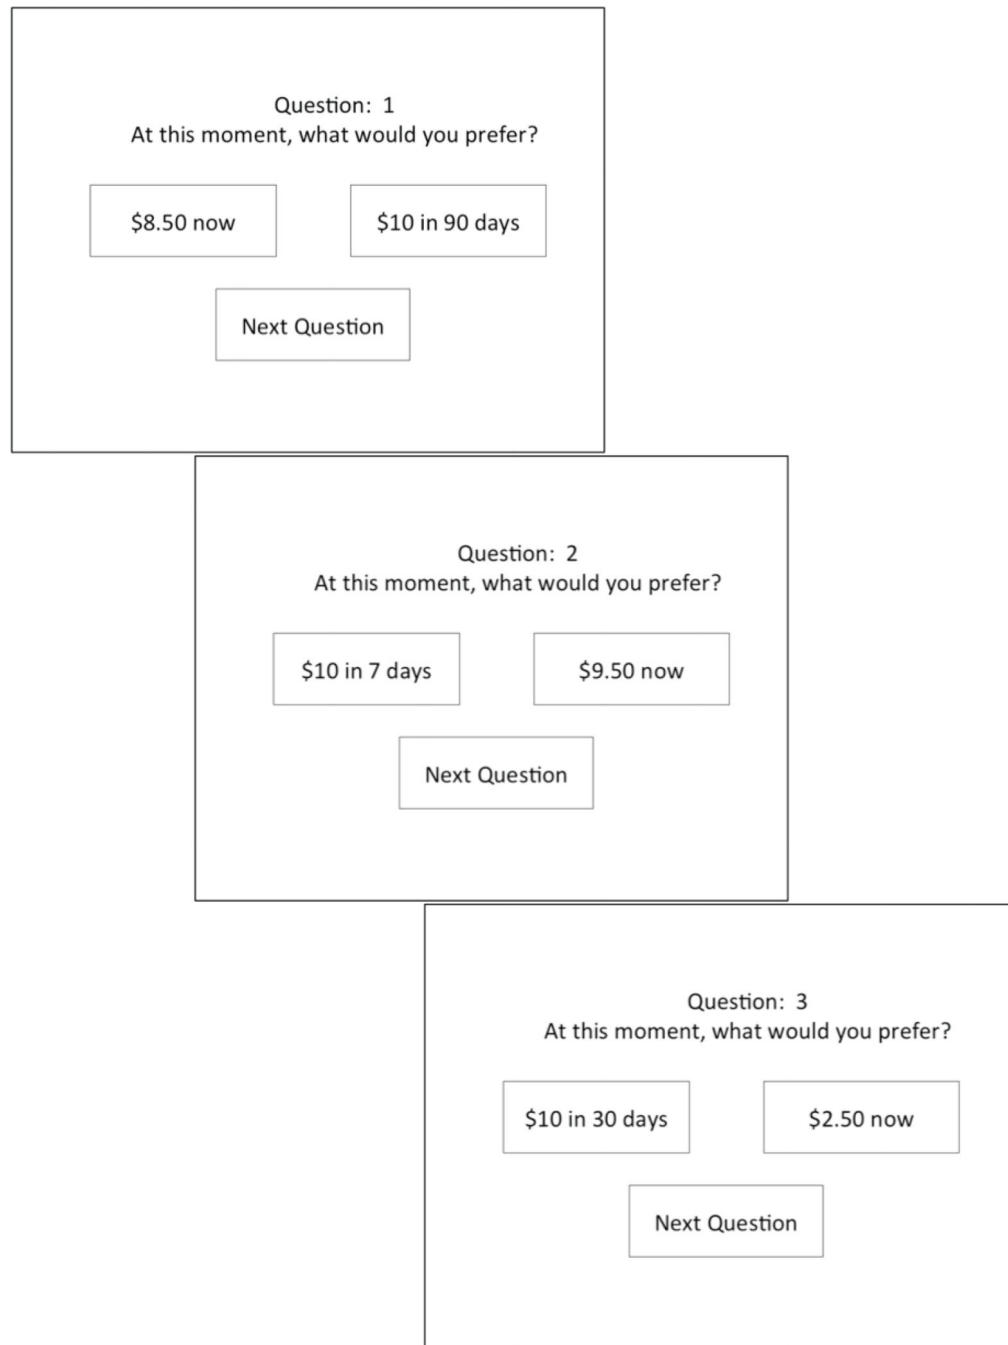 Question: 1
At this moment, what would you prefer?
$8.50 now
$10 in 90 days
Next Question
Question: 2
At this moment, what would you prefer?
$10 in 7 days
$9.50 now
Next Question
Question: 3
At this moment, what would you prefer?
$10 in 30 days
$2.50 now
Next Question